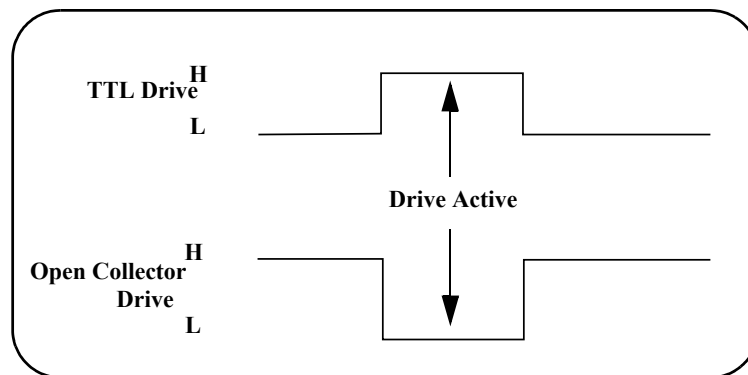 H
TTL Drive
L
Drive Active
H
Open Collector
Drive
L